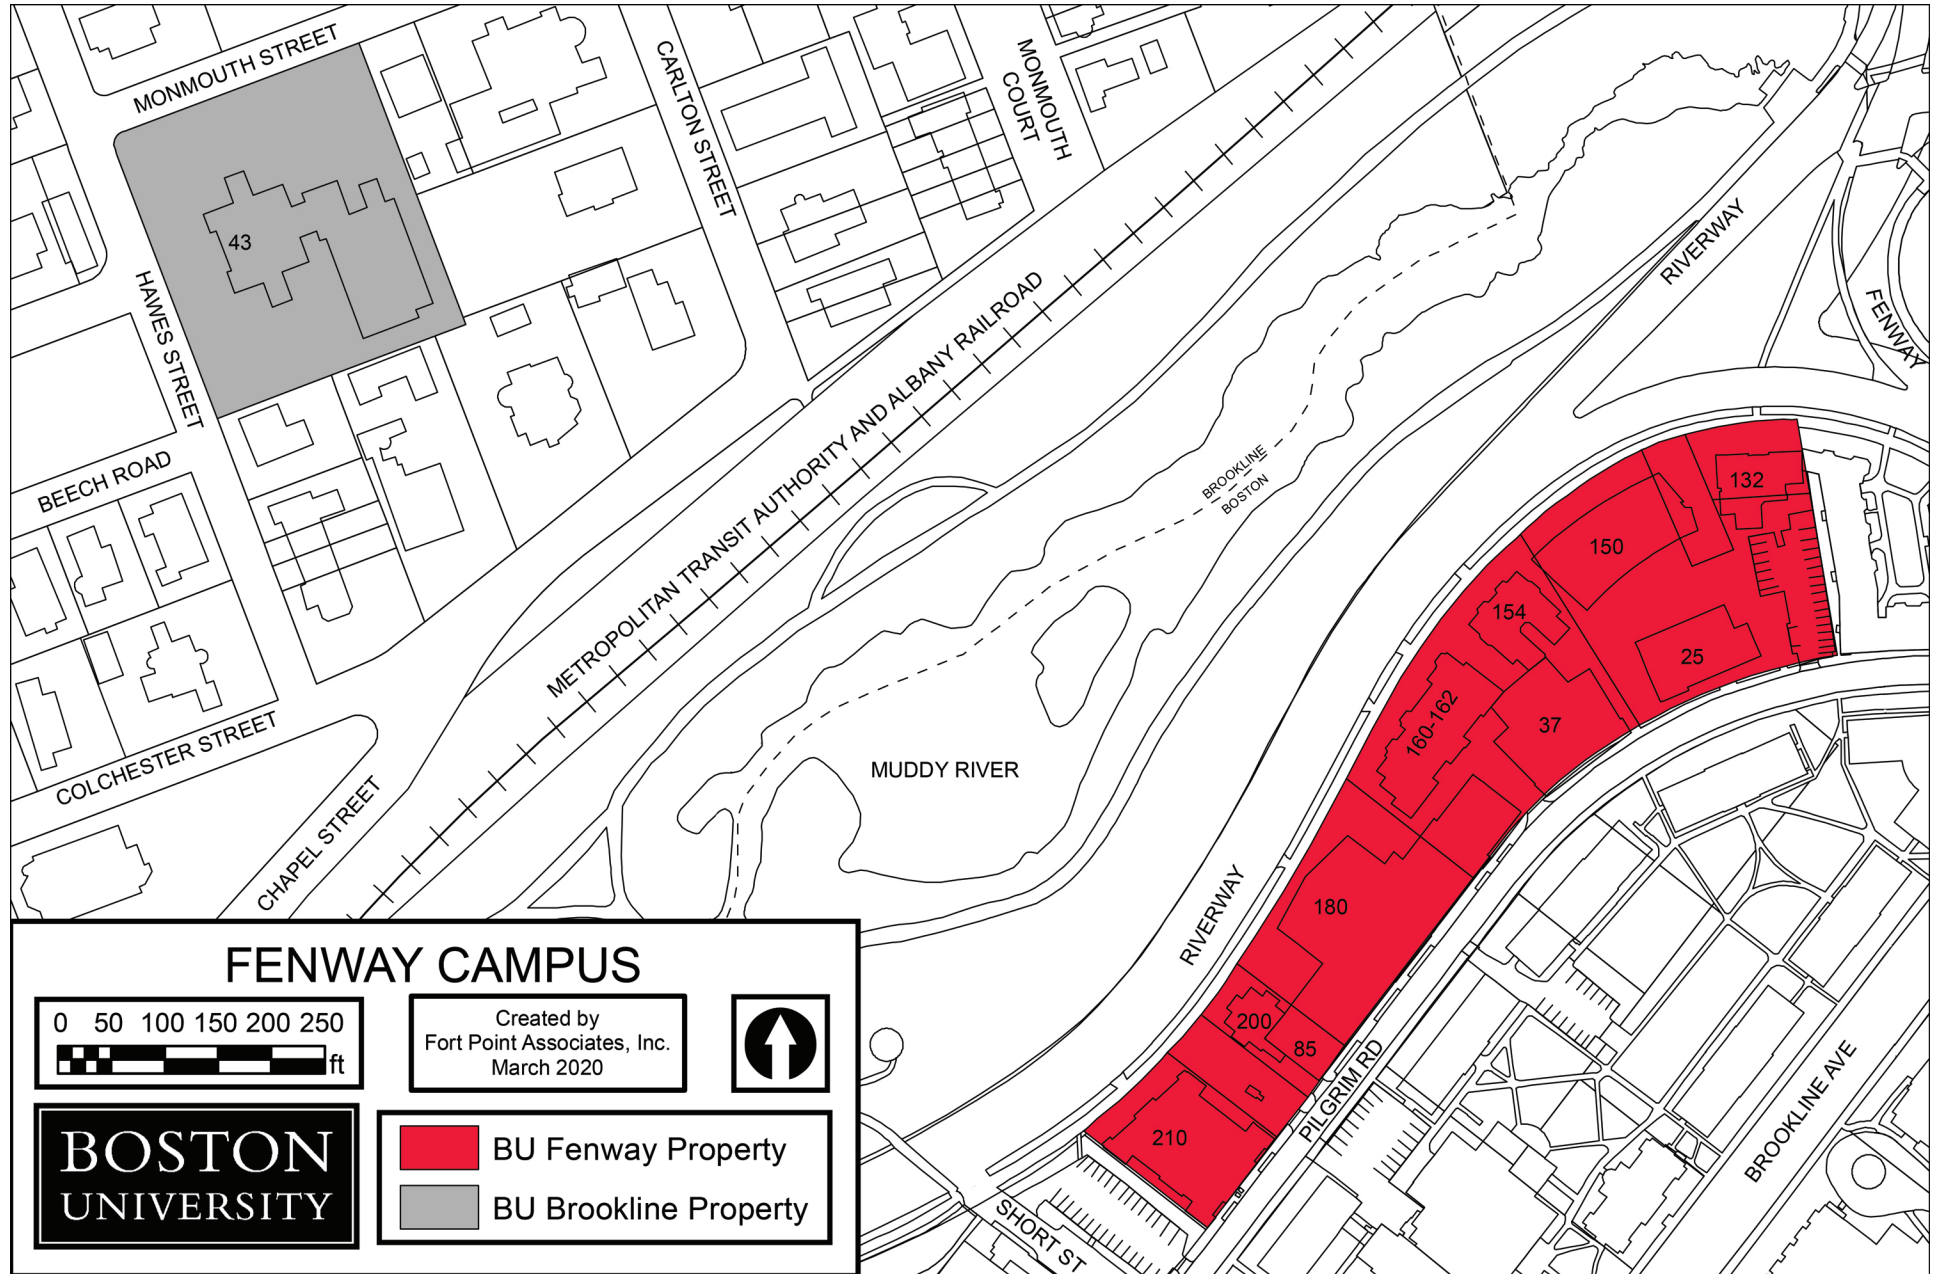 MONMOUTH STREET
CARLTON STREET
MONMOUTH
COURT
43
HAWES STREET
RIVERWAY
FENWAY
METROPOLITAN TRANSIT AUTHORITY AND ALBANY RAILROAD
BEECH ROAD
BROOKLINE
BOSTON
132
150
154
25
160-162
37
COLCHESTER STREET
MUDDY RIVER
CHAPEL STREET
180
RIVERWAY
200
85
PILGRIM RD
BROOKLINE AVE
210
SHORT ST
FENWAY CAMPUS
0 50 100 150 200 250
ft
Created by
Fort Point Associates, Inc.
March 2020
BOSTON
UNIVERSITY
BU Fenway Property
BU Brookline Property